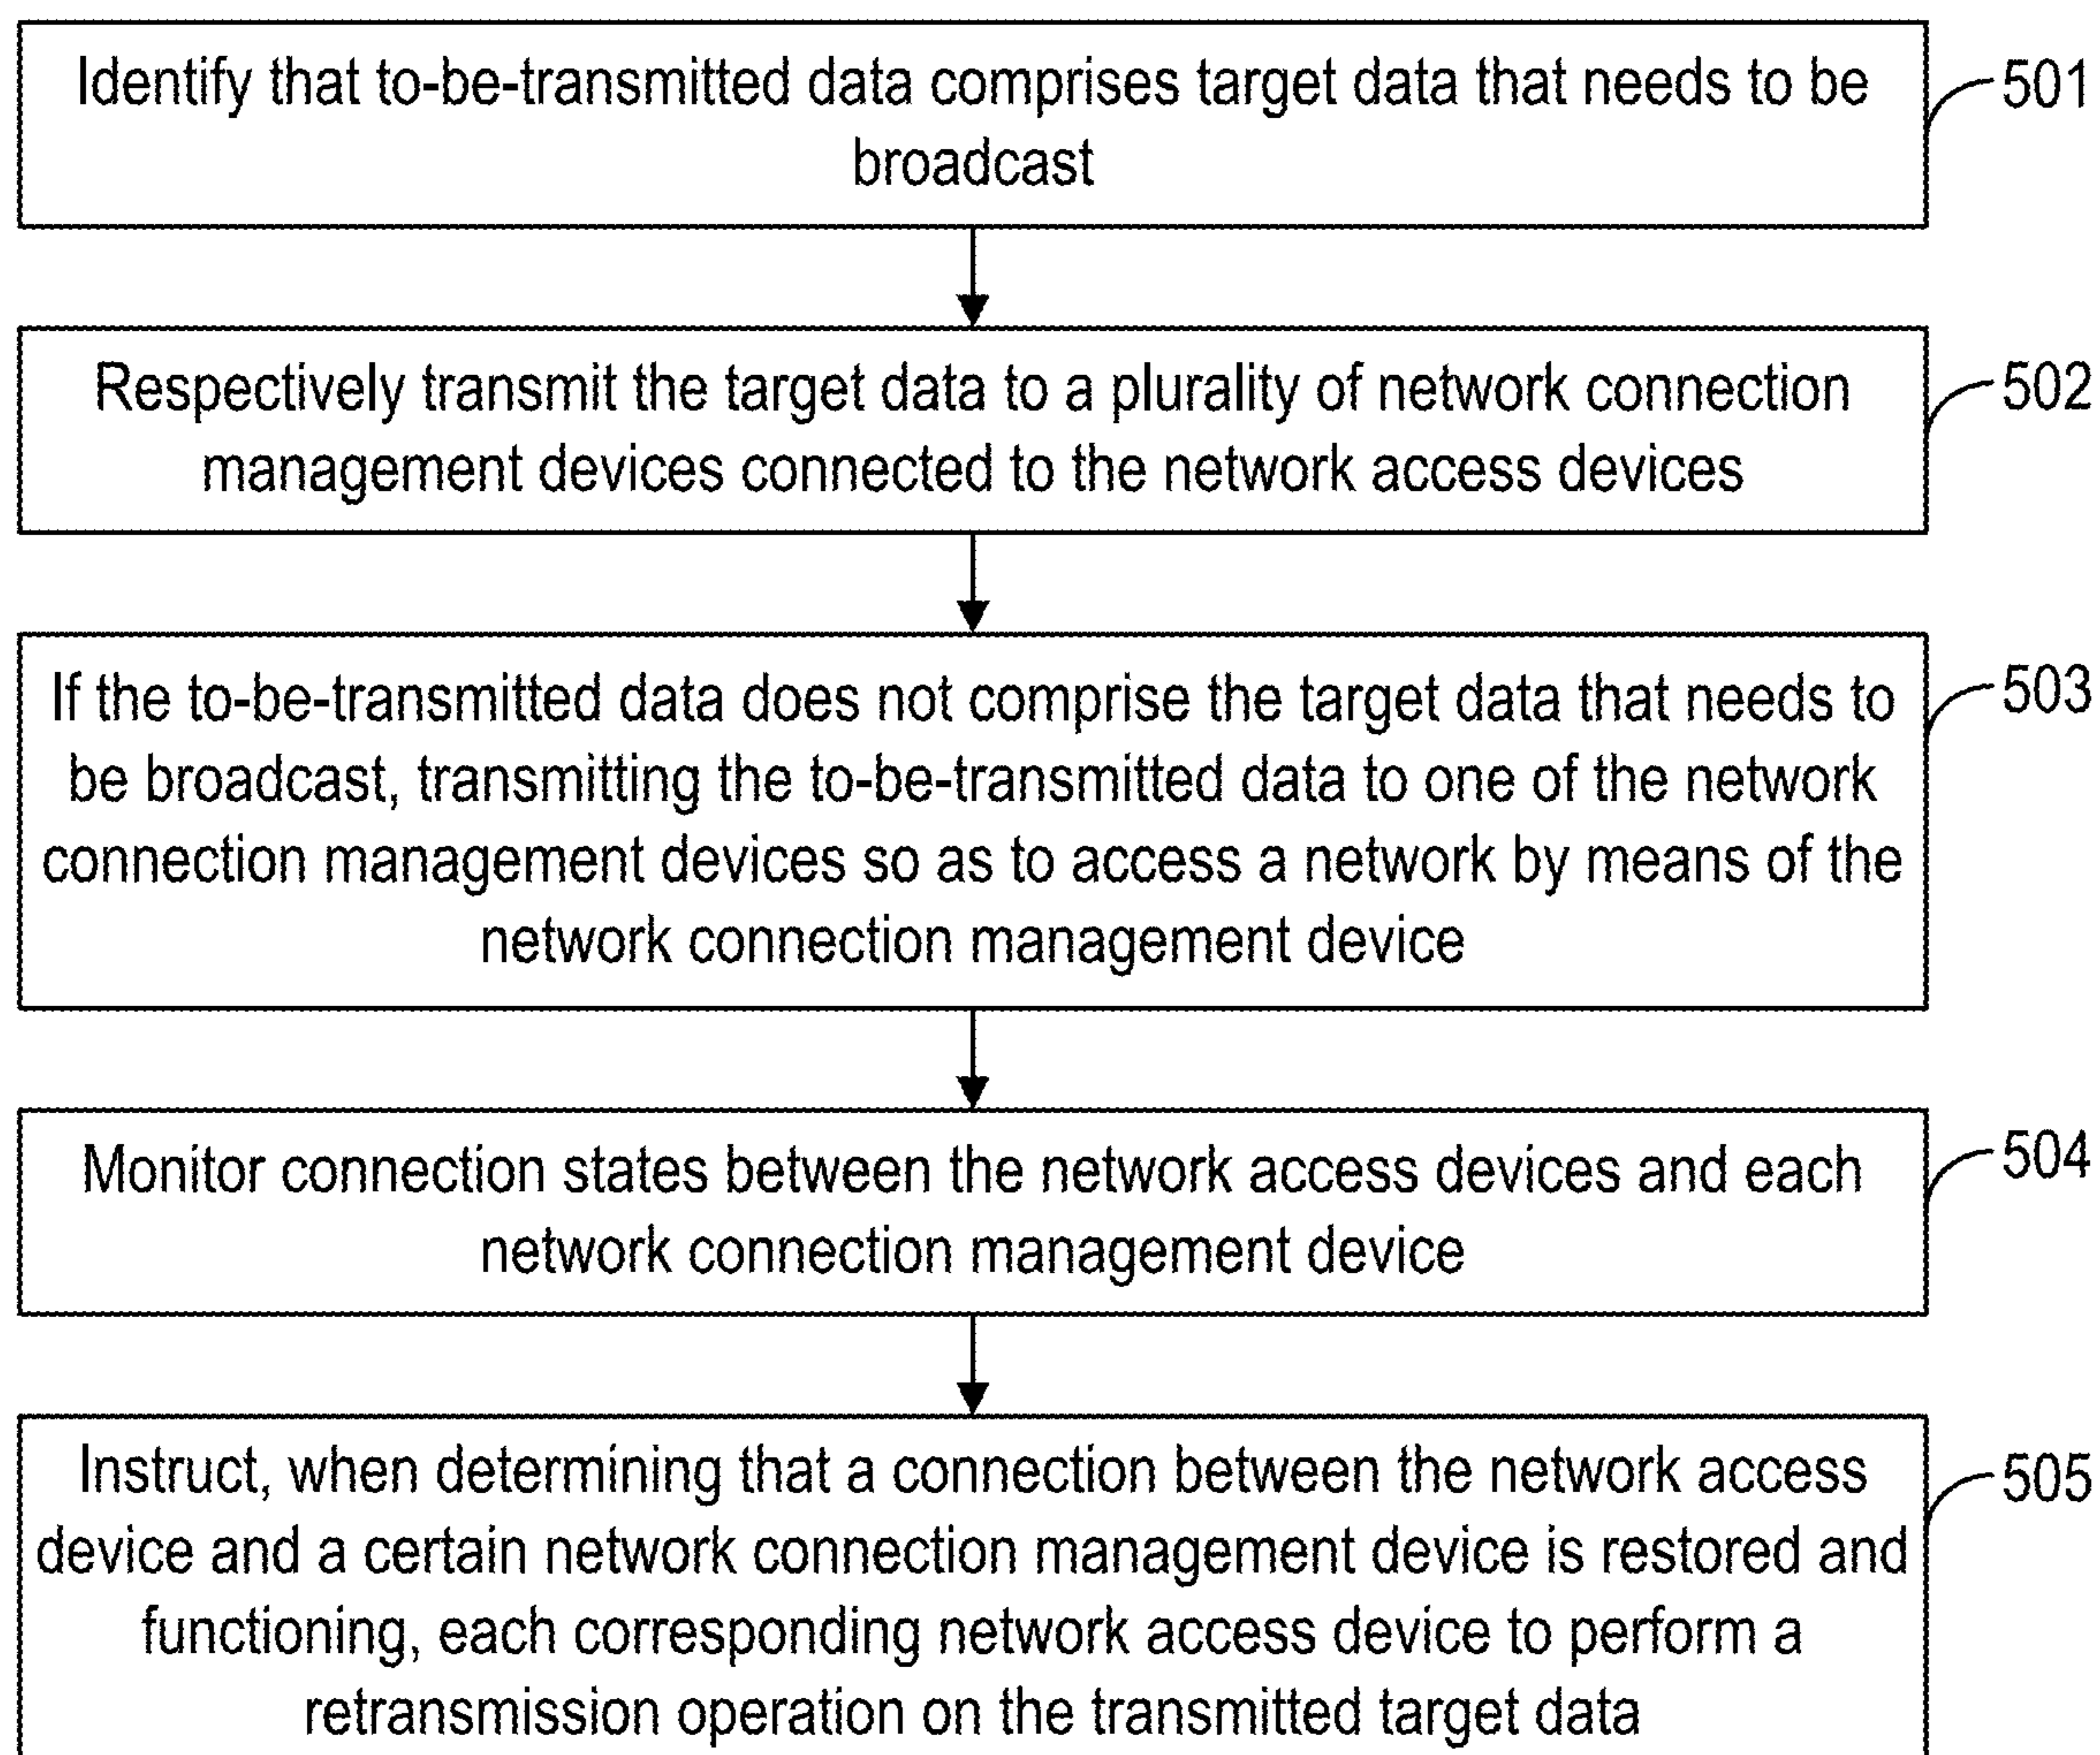 Identify that to-be-transmitted data comprises target data that needs to be
broadcast
501
Respectively transmit the target data to a plurality of network connection
management devices connected to the network access devices
502
If the to-be-transmitted data does not comprise the target data that needs to
be broadcast, transmitting the to-be-transmitted data to one of the network
connection management devices so as to access a network by means of the
network connection management device
503
Monitor connection states between the network access devices and each
network connection management device
504
Instruct, when determining that a connection between the network access
device and a certain network connection management device is restored and
functioning, each corresponding network access device to perform a
retransmission operation on the transmitted target data
505